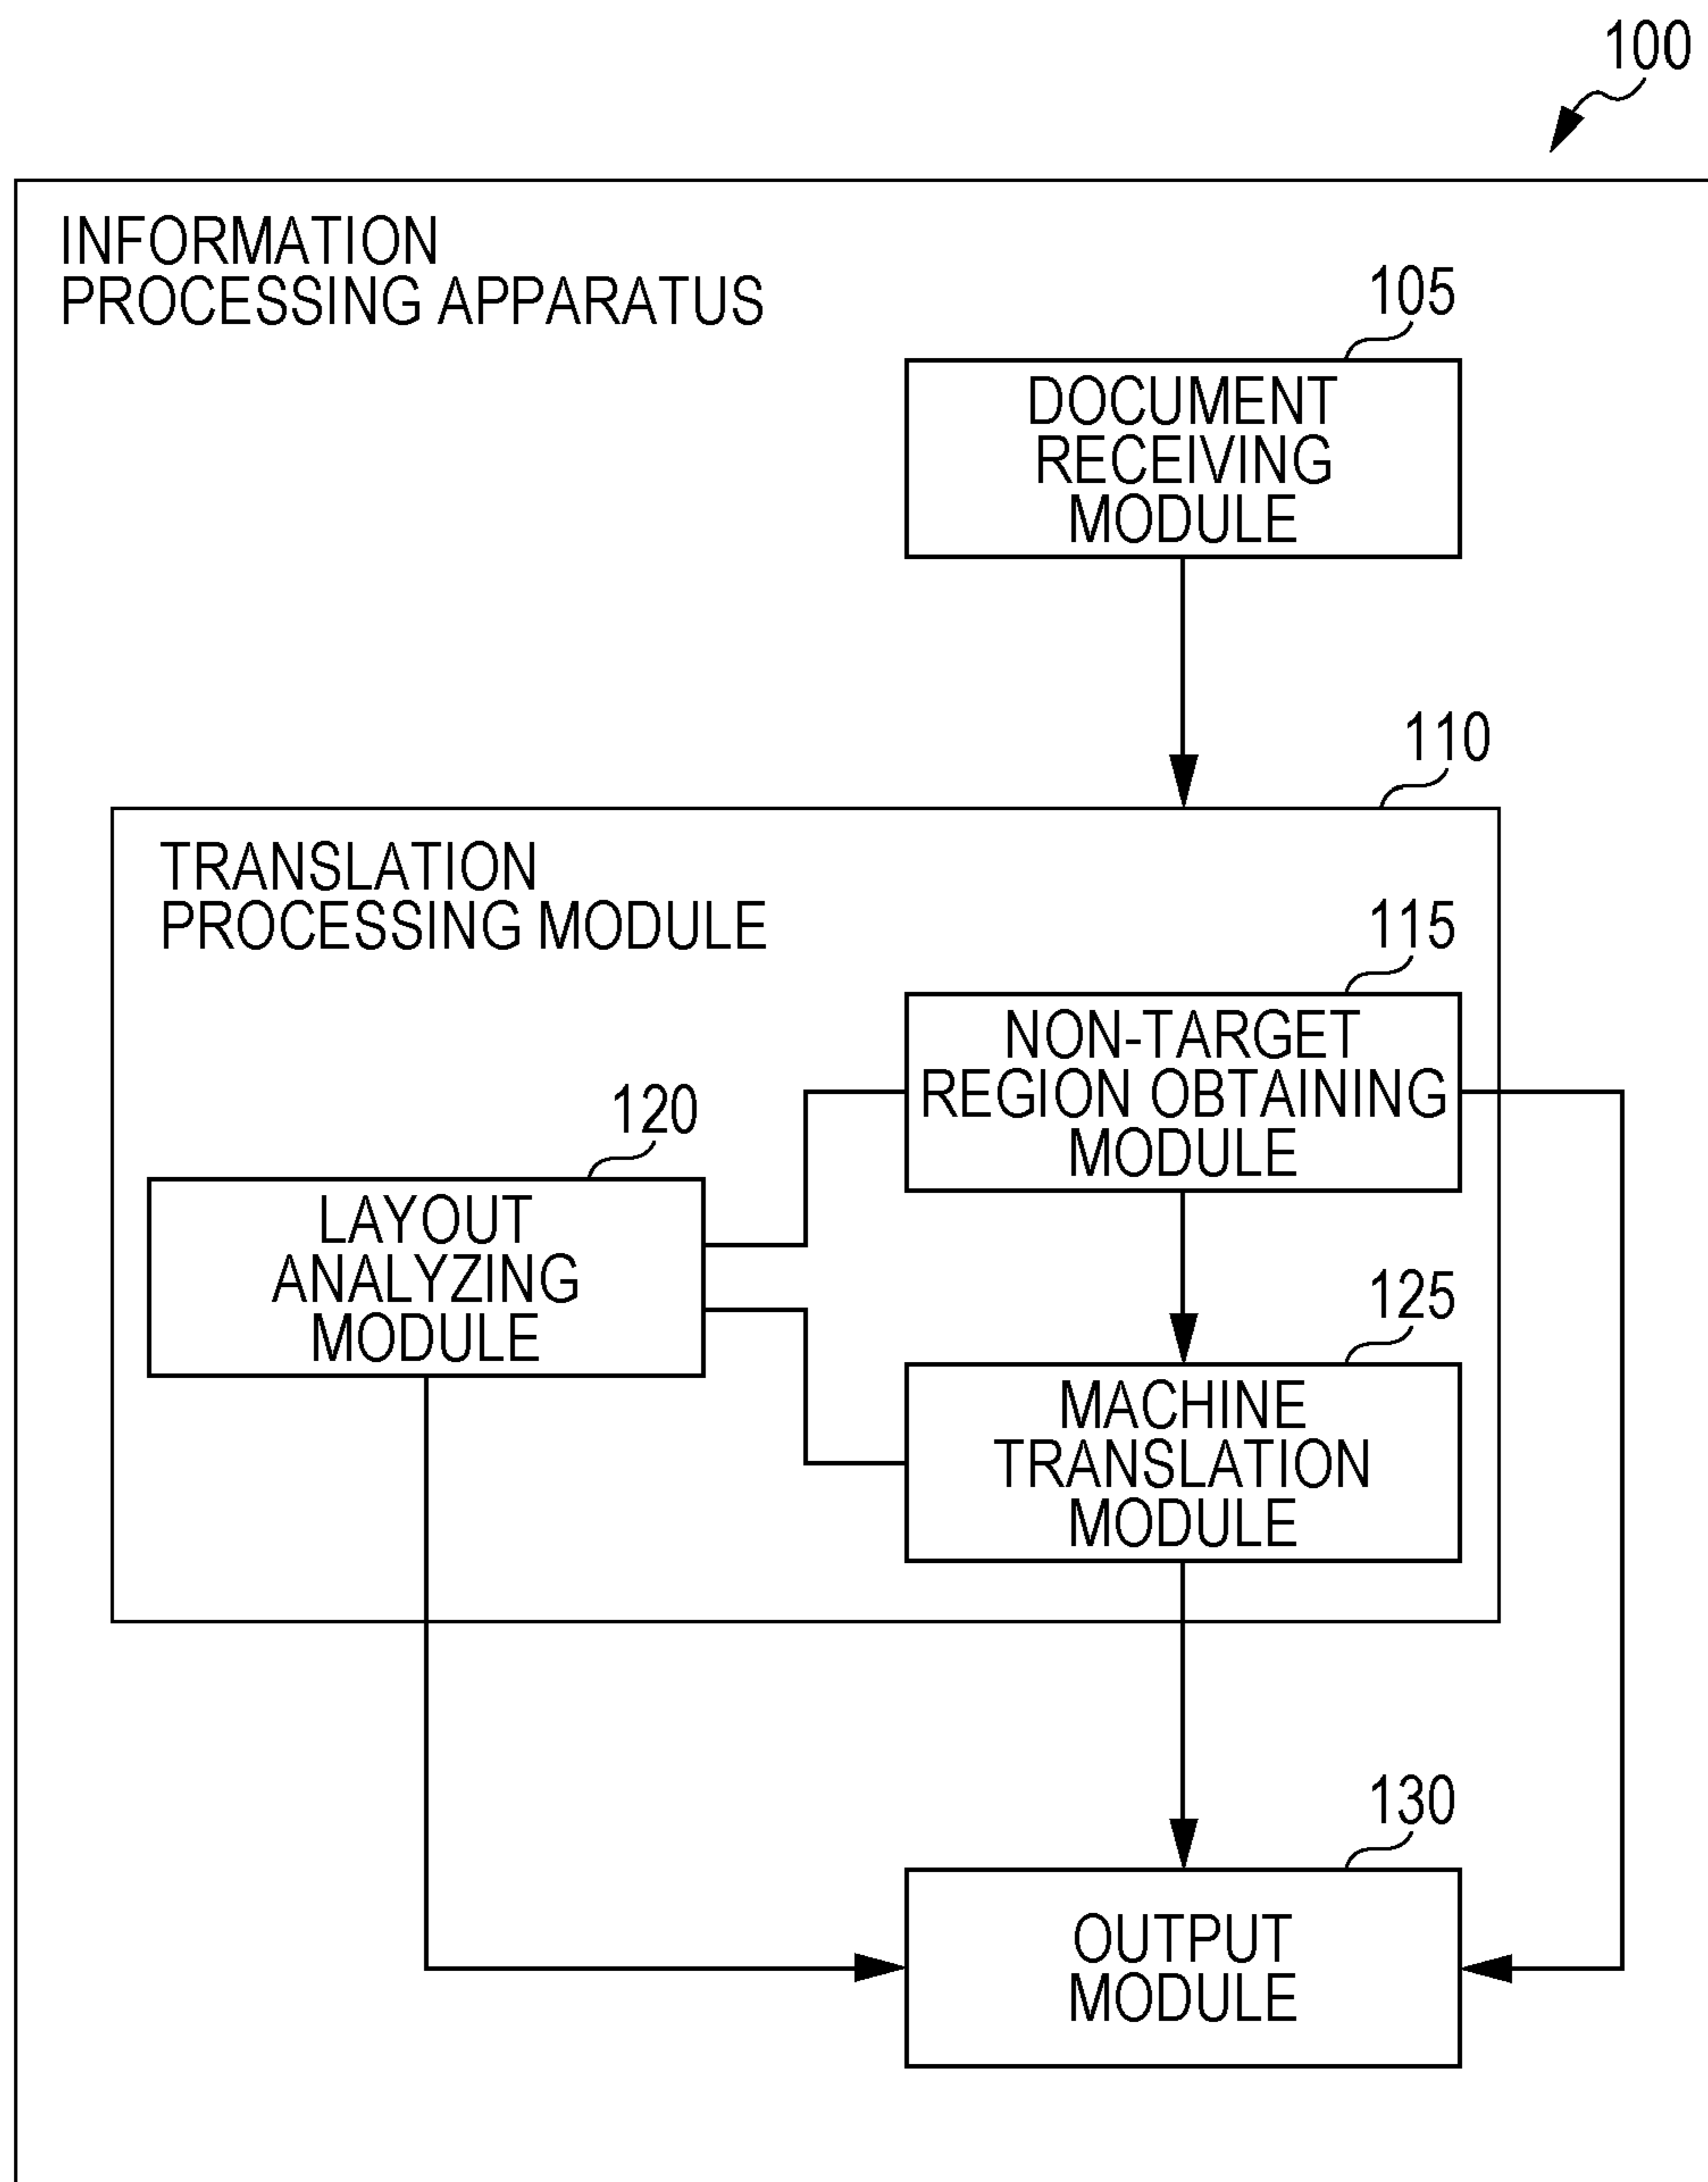 100
INFORMATION
PROCESSING APPARATUS
105
DOCUMENT
RECEIVING
MODULE
110
TRANSLATION
PROCESSING MODULE
115
NON-TARGET
REGION OBTAINING
MODULE
120
LAYOUT
ANALYZING
MODULE
125
MACHINE
TRANSLATION
MODULE
130
OUTPUT
MODULE